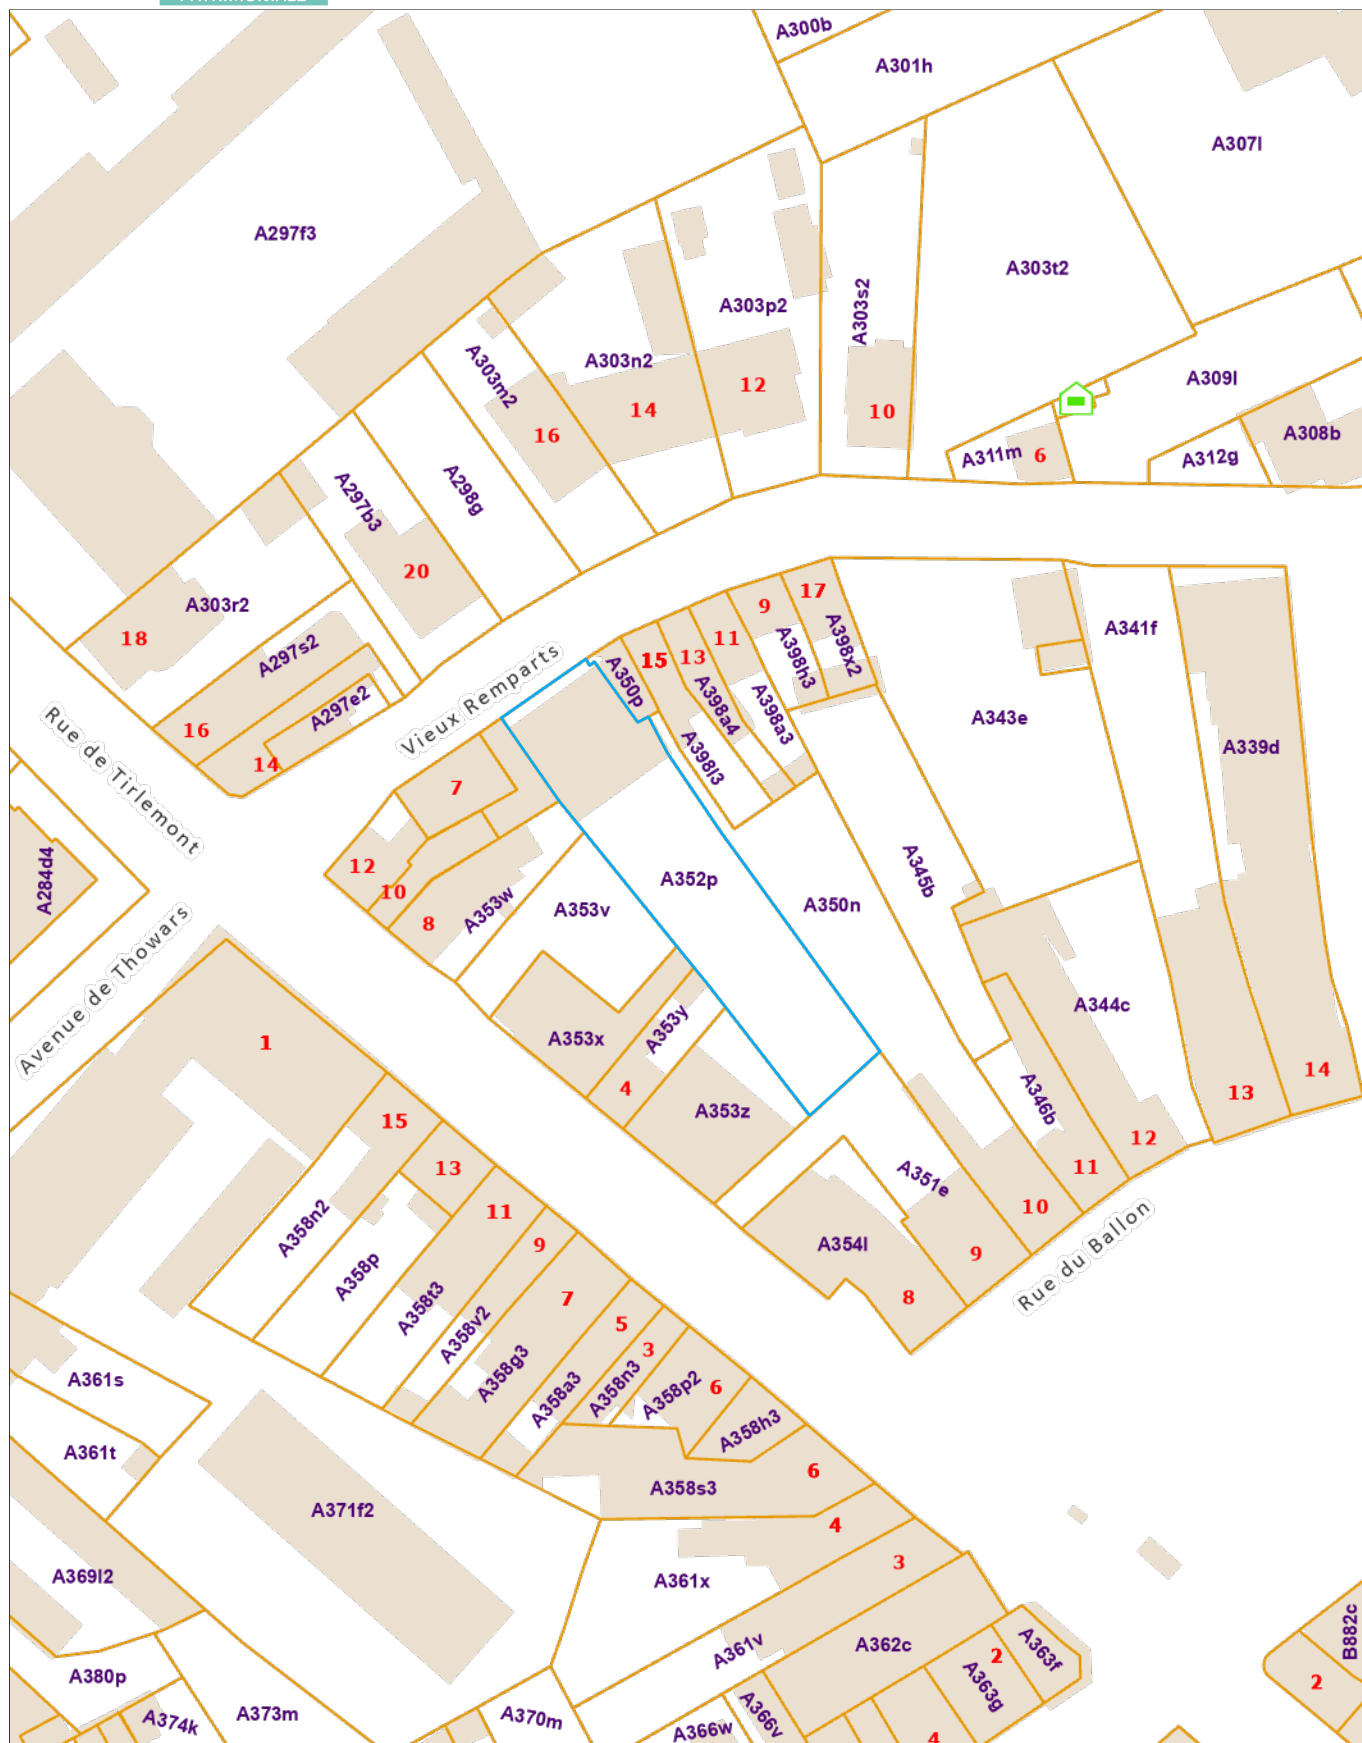 A300b
A301h
A307l
A297f3
A303t2
A303s2
A303p2
A303n2
A303m2
A309l
12
14
10
16
A308b
A311m
6
A312g
A298g
A297b3
20
A303r2
18
A297s2
A297e2
16
14
Rue de Tirlemont
Vieux Remparts
17
9
11
13
15
A350p
A398x2
A398h3
A398a3
A398a4
A398l3
A341f
A343e
A339d
7
12
10
8
A353w
A353v
A352p
A350n
A345b
A284d4
Avenue de Thowars
1
A353x
A353y
4
A353z
A344c
A346b
14
13
12
11
10
9
8
A351e
A354l
Rue du Ballon
15
13
11
9
7
5
3
6
A358n2
A358p
A358t3
A358v2
A358g3
A358a3
A358n3
A358p2
A358h3
6
A358s3
A361s
A361t
A371f2
4
3
A361x
A361v
A362c
A369l2
A380p
A374k
A373m
A370m
A366w
A366v
2
A363f
A363g
4
B882c
2